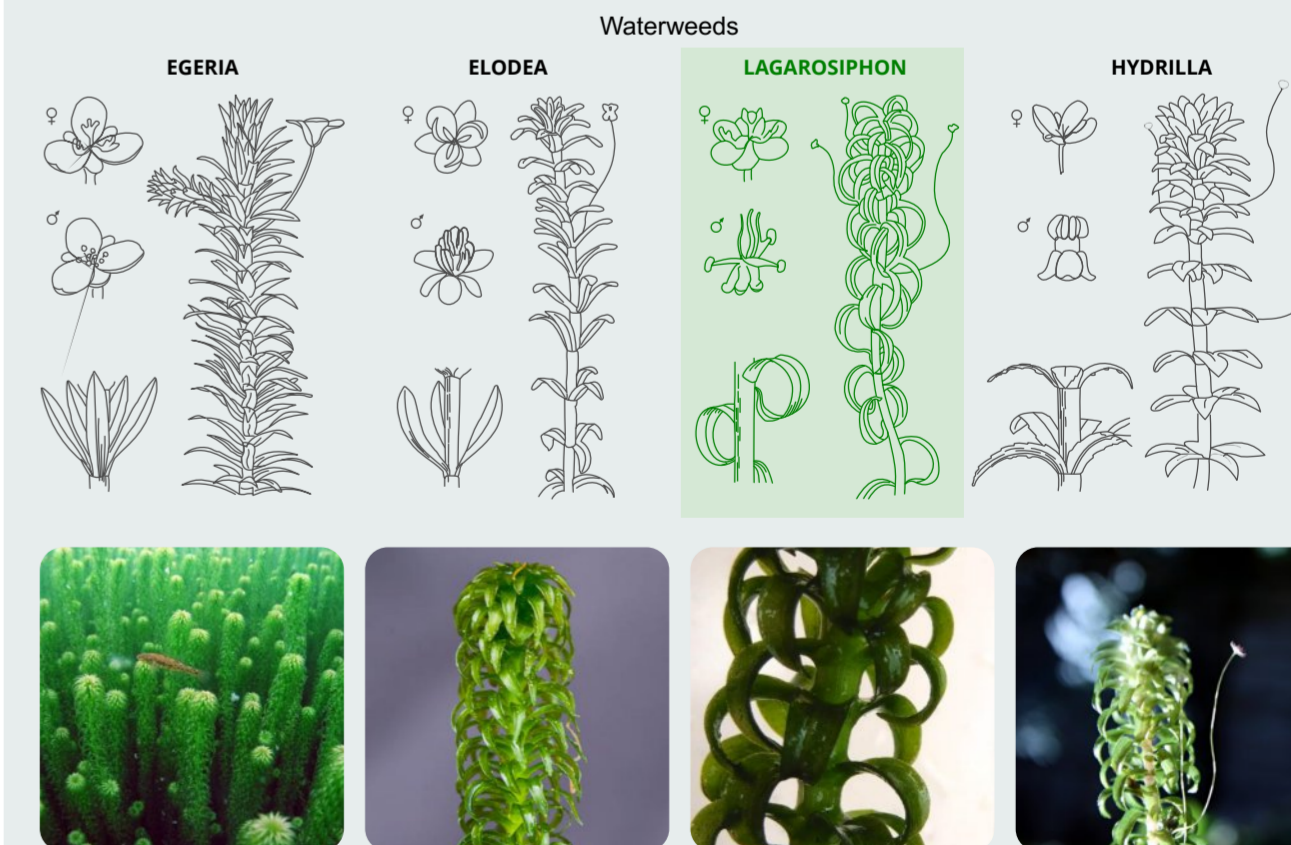 Waterweeds
EGERIA
ELODEA
LAGAROSIPHON
HYDRILLA
♀
♀
♀
♀
♂
♂
♂
♂